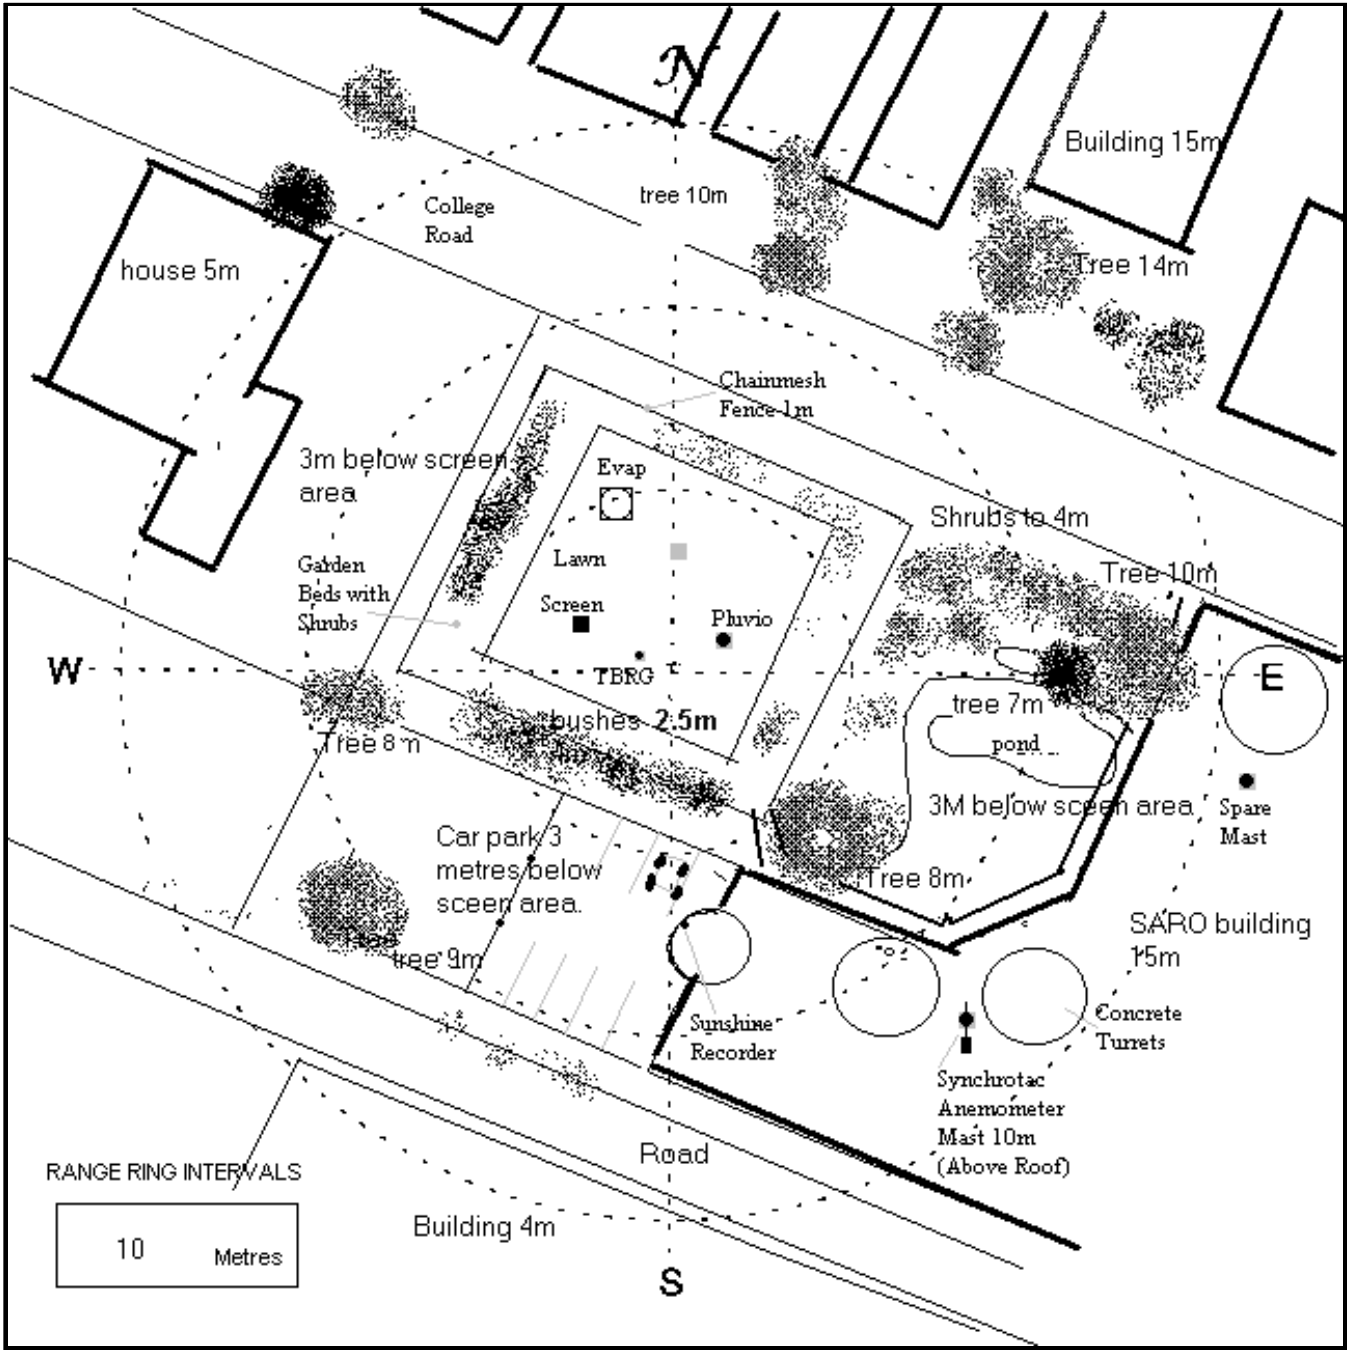 N
Building 15m
tree 10m
College
Road
house 5m
Tree 14m
Chainmesh
Fence 1m
3m below screen
area
Evap
Shrubs to 4m
Garden
Beds with
Shrubs
Lawn
Tree 10m
Screen
Pluvio
W
TBRG
E
tree 7m
bushes 2.5m
Tree 8 m
pond
3M below sceen area
Spare
Mast
Car park 3
metres below
sceen area.
Tree 8m
SARO building
15m
tree 9m
Sunshine
Recorder
Concrete
Turrets
Synchrotac
Anemometer
Mast 10m
(Above Roof)
Road
RANGE RING INTERVALS
10 Metres
Building 4m
S